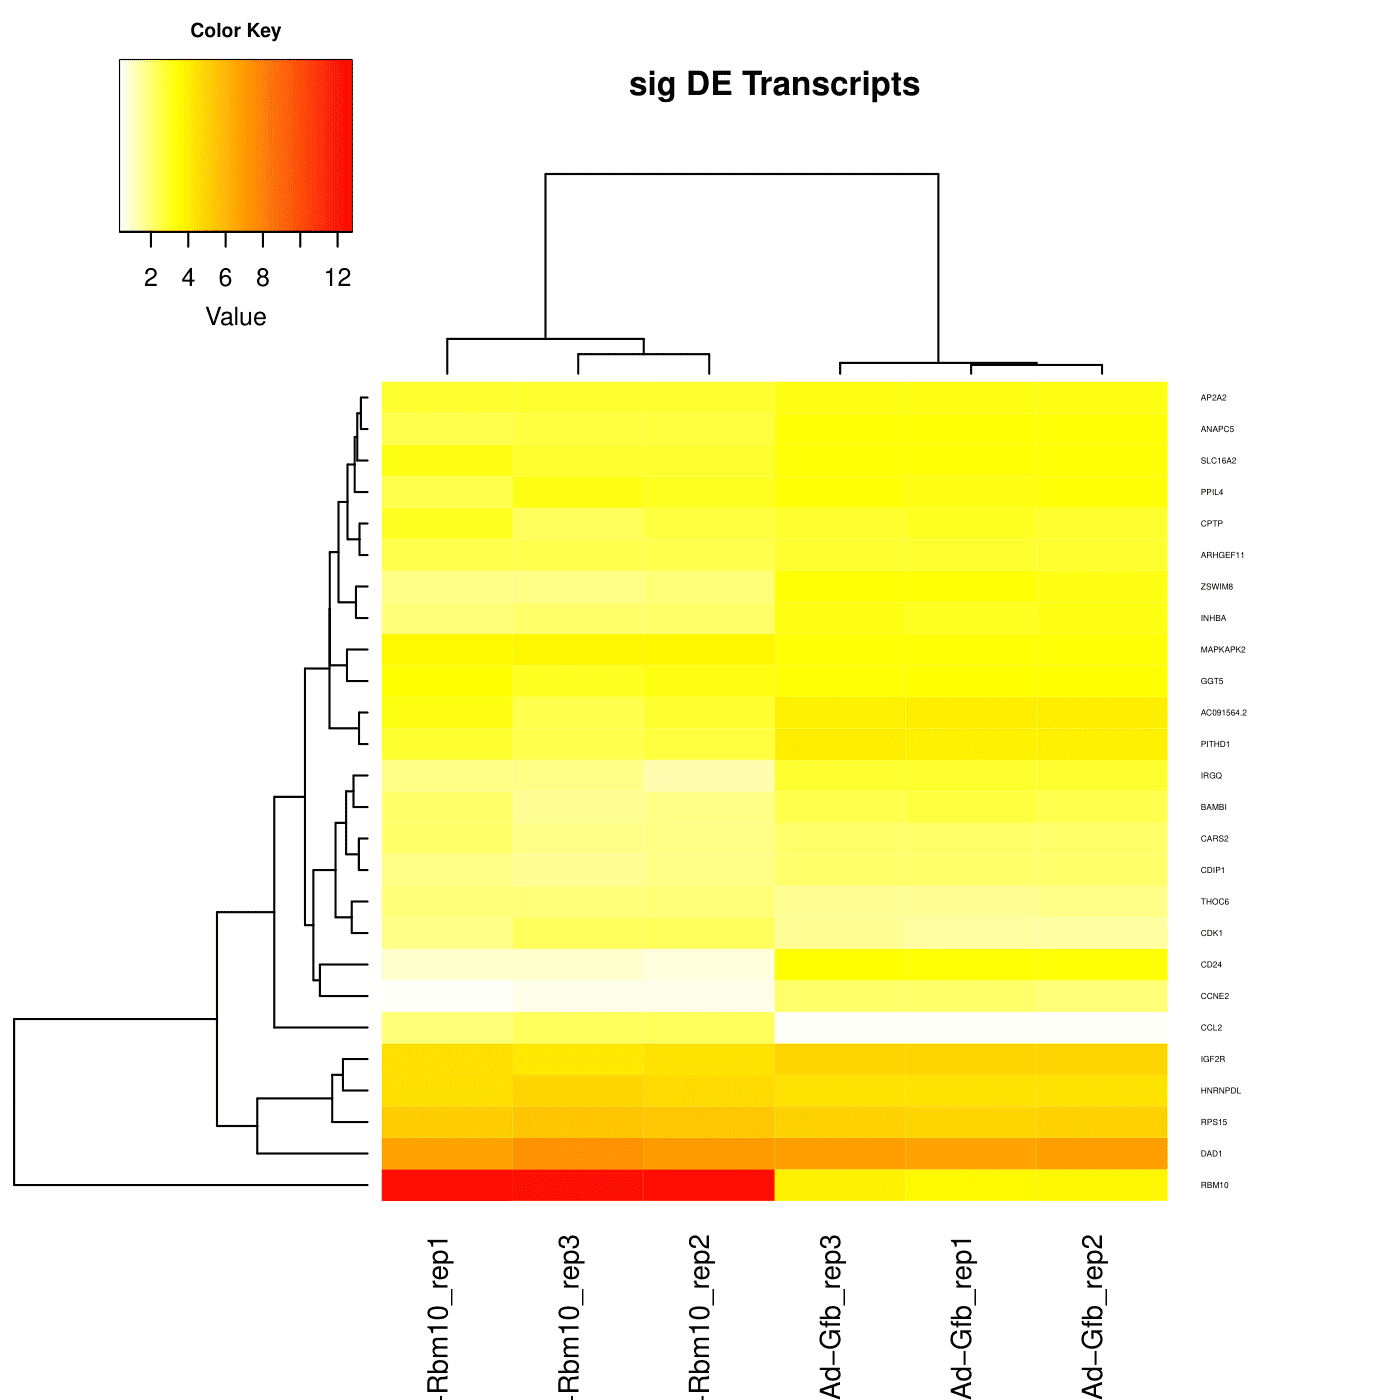 Color Key
sig DE Transcripts
2 4 6 8 12
Value
AP2A2
ANAPC5
SLC16A2
PPIL4
CPTP
ARHGEF11
ZSWIM8
INHBA
MAPKAPK2
GGT5
AC091564.2
PITHD1
IRGQ
BAMBI
CARS2
CDIP1
THOC6
CDK1
CD24
CCNE2
CCL2
IGF2R
HNRNPDL
RPS15
DAD1
RBM10
-Rbm10_rep1
-Rbm10_rep3
-Rbm10_rep2
Ad-Gfb_rep3
Ad-Gfb_rep1
Ad-Gfb_rep2